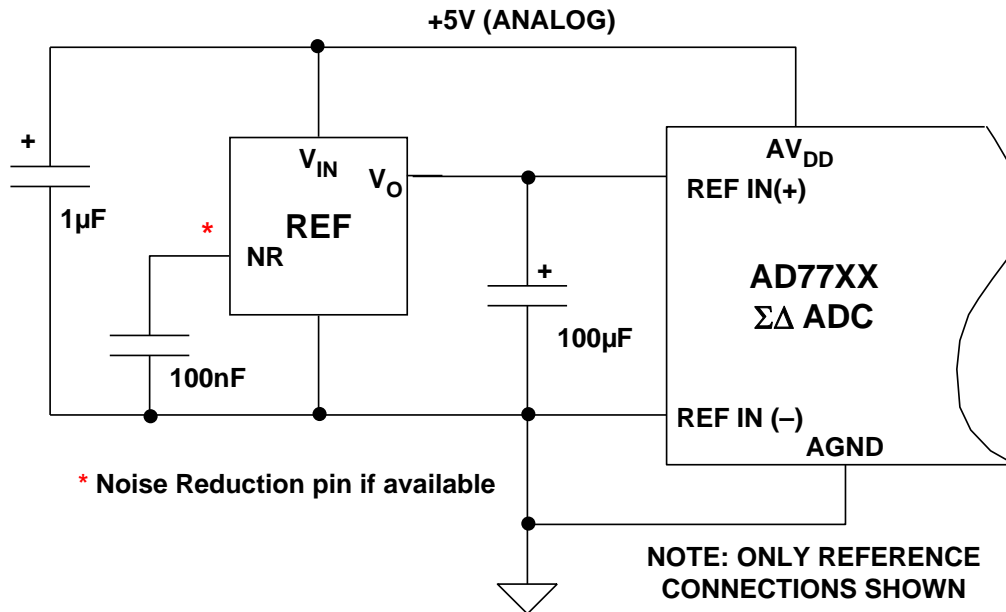 +5V (ANALOG)
+
1µF
V_IN
V_O
REF
*
NR
100nF
+
100µF
AV_DD
REF IN(+)
AD77XX
ΣΔ ADC
REF IN (–)
AGND
* Noise Reduction pin if available
NOTE: ONLY REFERENCE
CONNECTIONS SHOWN